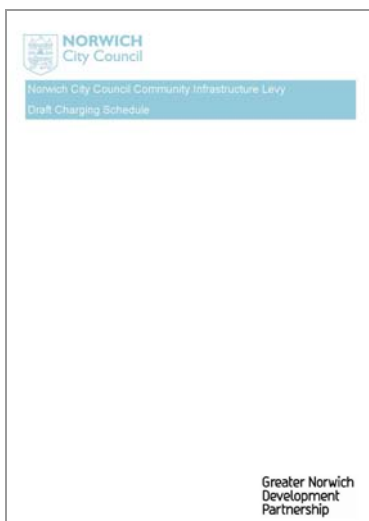 NORWICH
City Council
Norwich City Council Community Infrastructure Levy
Draft Charging Schedule
Greater Norwich
Development
Partnership